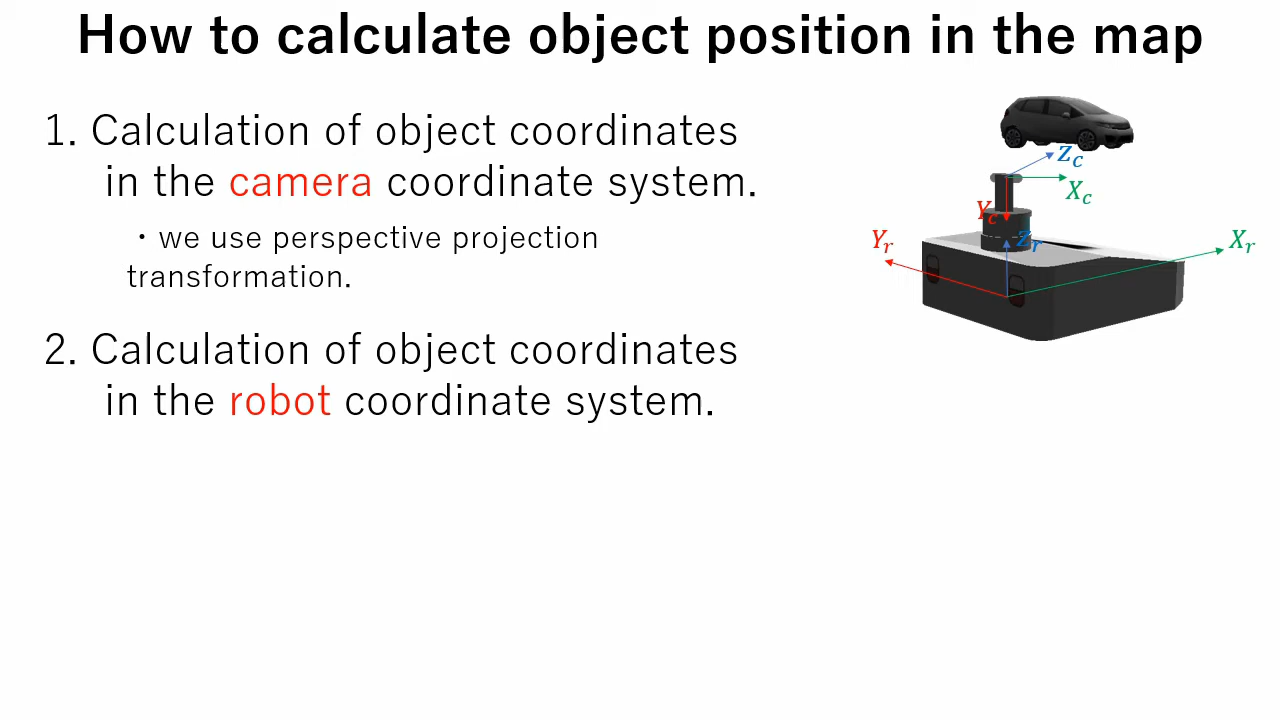 How to calculate object position in the map
1. Calculation of object coordinates
in the camera coordinate system.
・we use perspective projection
transformation.
2. Calculation of object coordinates
in the robot coordinate system.
Zc
Xc
Yc
Zr
Yr
Xr